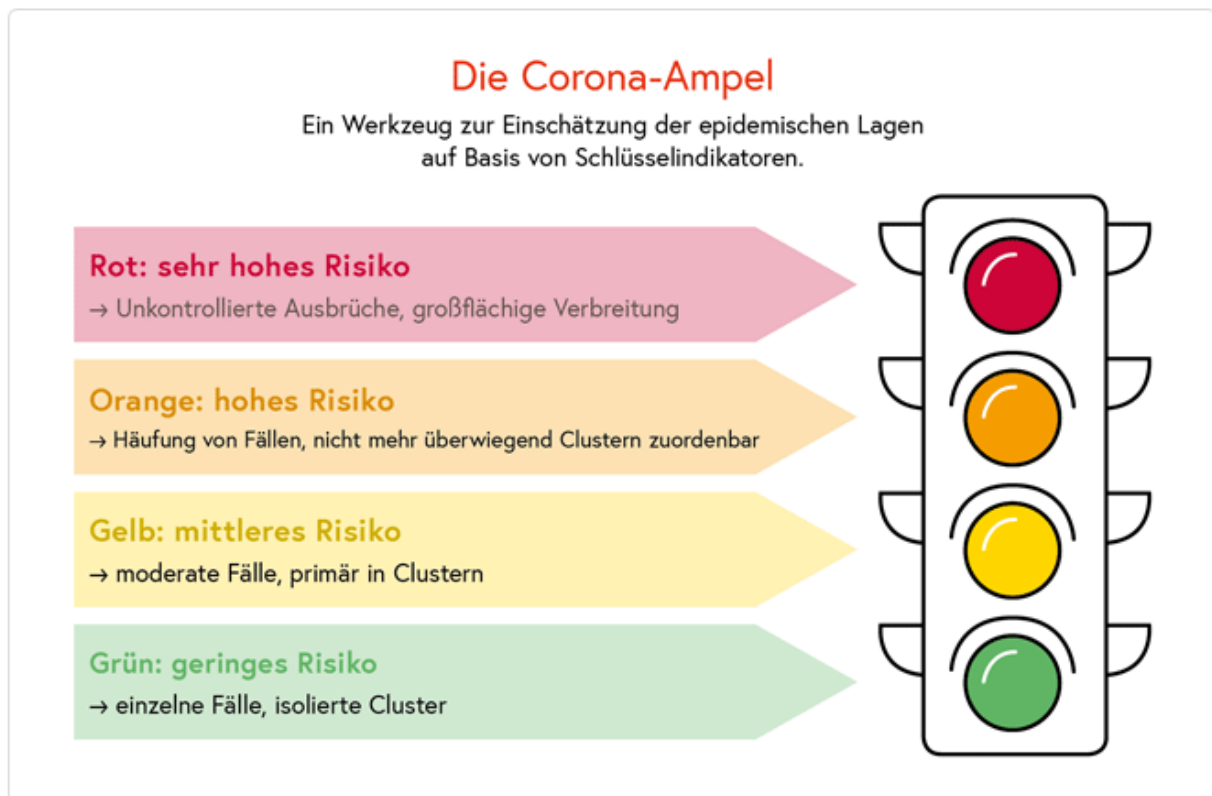 Die Corona-Ampel
Ein Werkzeug zur Einschätzung der epidemischen Lagen
auf Basis von Schlüsselindikatoren.
Rot: sehr hohes Risiko
→ Unkontrollierte Ausbrüche, großflächige Verbreitung
Orange: hohes Risiko
→ Häufung von Fällen, nicht mehr überwiegend Clustern zuordenbar
Gelb: mittleres Risiko
→ moderate Fälle, primär in Clustern
Grün: geringes Risiko
→ einzelne Fälle, isolierte Cluster